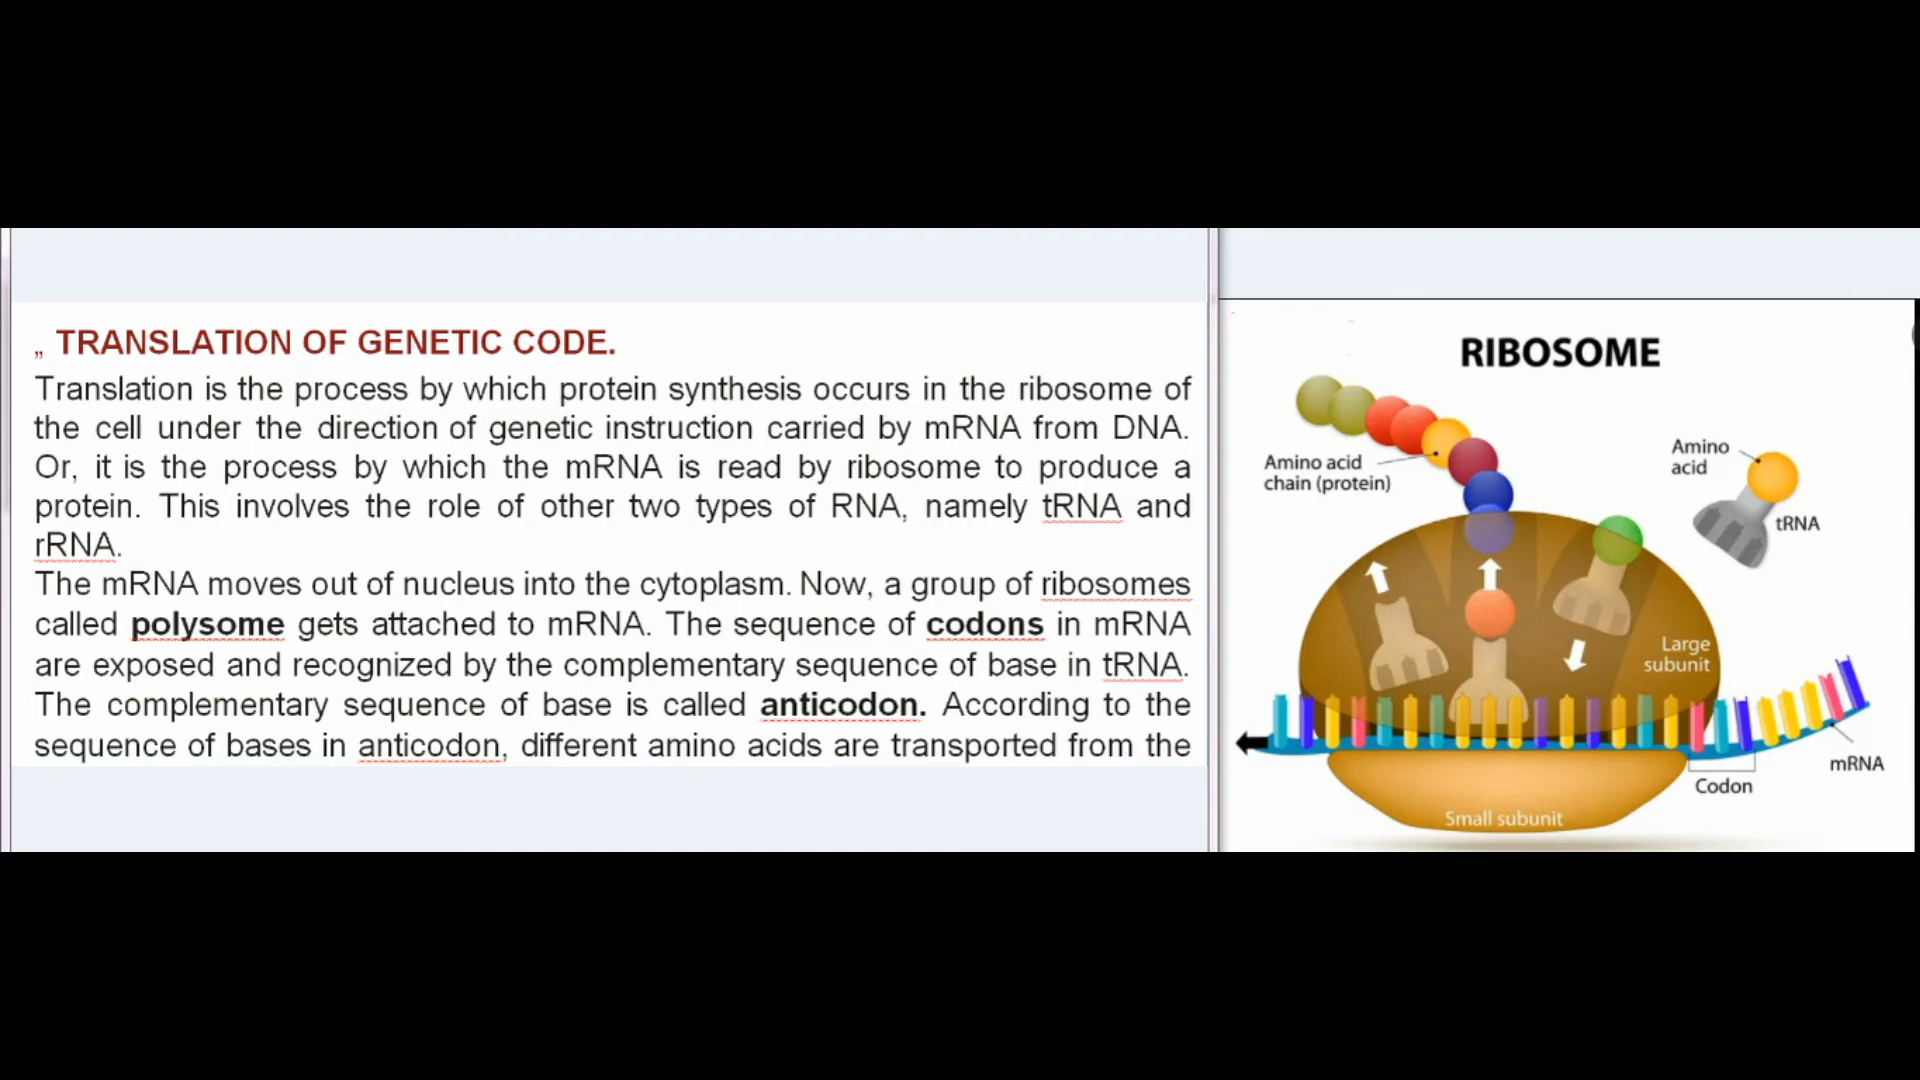 „ TRANSLATION OF GENETIC CODE.
Translation is the process by which protein synthesis occurs in the ribosome of
the cell under the direction of genetic instruction carried by mRNA from DNA.
Or, it is the process by which the mRNA is read by ribosome to produce a
protein. This involves the role of other two types of RNA, namely tRNA and
rRNA.
The mRNA moves out of nucleus into the cytoplasm. Now, a group of ribosomes
called polysome gets attached to mRNA. The sequence of codons in mRNA
are exposed and recognized by the complementary sequence of base in tRNA.
The complementary sequence of base is called anticodon. According to the
sequence of bases in anticodon, different amino acids are transported from the
RIBOSOME
Amino acid
chain (protein)
Amino
acid
tRNA
Large
subunit
mRNA
Codon
Small subunit